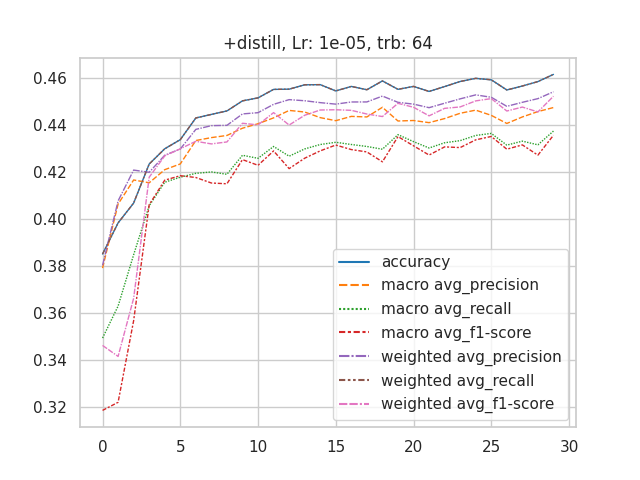 +distill, Lr: 1e-05, trb: 64
0.46
0.44
0.42
0.40
0.38
0.36
0.34
0.32
0 5 10 15 20 25 30
accuracy
macro avg_precision
macro avg_recall
macro avg_f1-score
weighted avg_precision
weighted avg_recall
weighted avg_f1-score